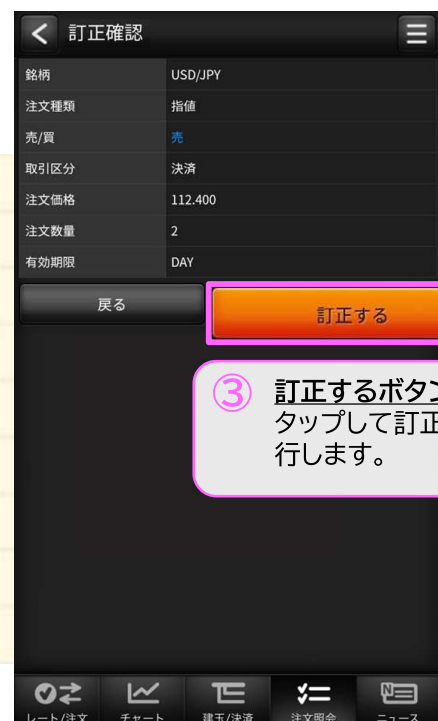 訂正確認
銘柄 USD/JPY
注文種類 指値
売/買 売
取引区分 決済
注文価格 112.400
注文数量 2
有効期限 DAY
戻る 訂正する
③ 訂正するボタン
タップして訂正
行します。
レート/注文 チャート 建玉/決済 注文照会 ニュース